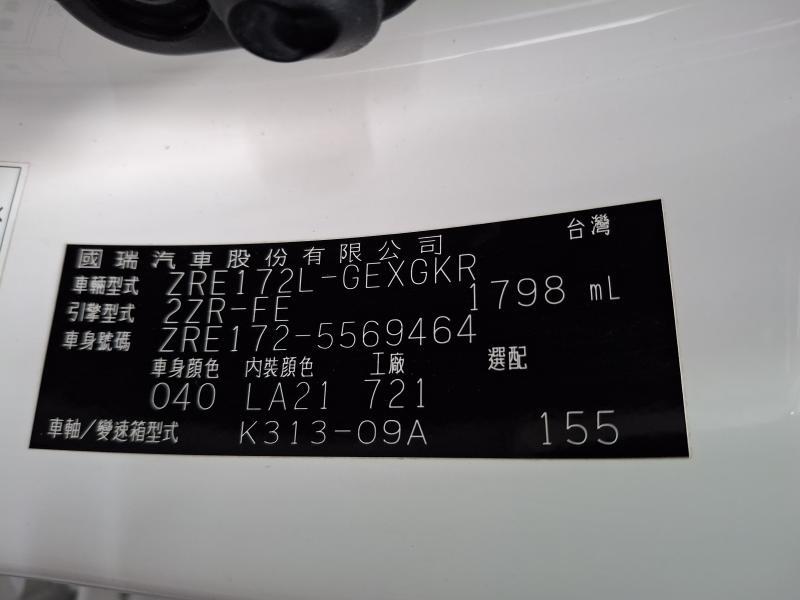 國瑞汽車股份有限公司 台灣
車輛型式 ZRE172L-GEXGKR
引擎型式 2ZR-FE 1798 mL
車身號碼 ZRE172-5569464
車身顏色 內裝顏色 工廠 選配
040 LA21 721
車軸/變速箱型式 K313-09A 155